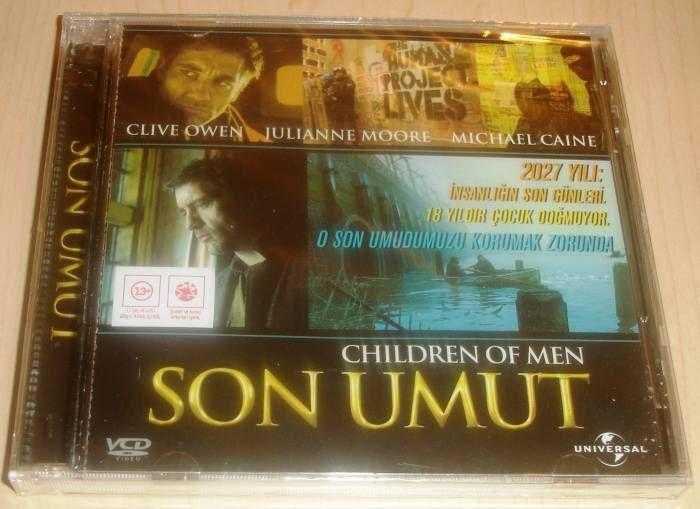 THE
HUMAN
PROJECT
LIVES
CLIVE OWEN JULIANNE MOORE MICHAEL CAINE
2027 YILI:
İNSANLIĞIN SON GÜNLERİ.
18 YILDIR ÇOCUK DOĞMUYOR.
O SON UMUDUMUZU KORUMAK ZORUNDA
13+
CHILDREN OF MEN
SON UMUT
VCD
VIDEO
UNIVERSAL
SON UMUT